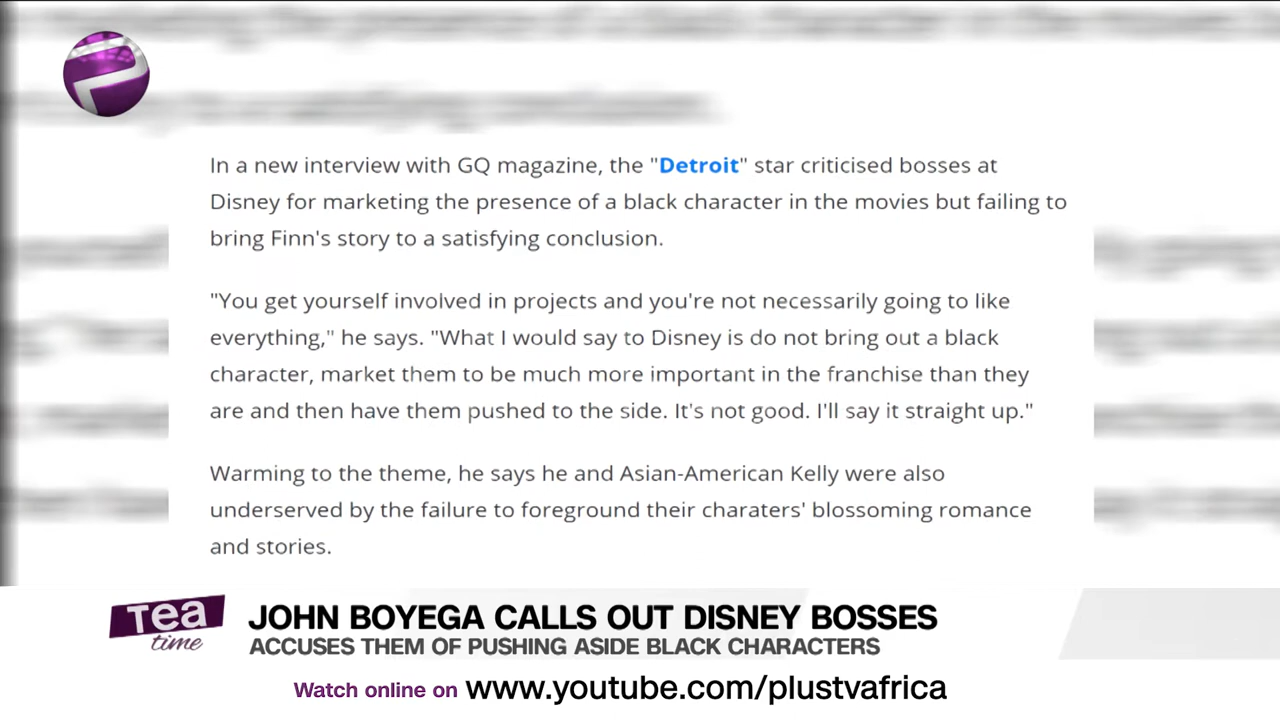 In a new interview with GQ magazine, the "Detroit" star criticised bosses at
Disney for marketing the presence of a black character in the movies but failing to
bring Finn's story to a satisfying conclusion.
"You get yourself involved in projects and you're not necessarily going to like
everything," he says. "What I would say to Disney is do not bring out a black
character, market them to be much more important in the franchise than they
are and then have them pushed to the side. It's not good. I'll say it straight up."
Warming to the theme, he says he and Asian-American Kelly were also
underserved by the failure to foreground their charaters' blossoming romance
and stories.
Tea
time
JOHN BOYEGA CALLS OUT DISNEY BOSSES
ACCUSES THEM OF PUSHING ASIDE BLACK CHARACTERS
Watch online on www.youtube.com/plustvafrica